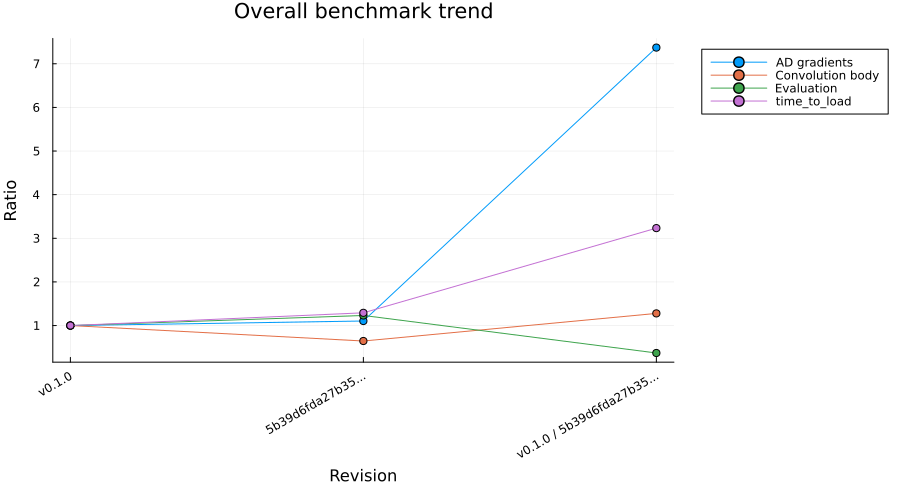 Overall benchmark trend
Ratio
7
6
5
4
3
2
1
v0.1.0
5b39d6fda27b35...
v0.1.0 / 5b39d6fda27b35...
Revision
AD gradients
Convolution body
Evaluation
time_to_load